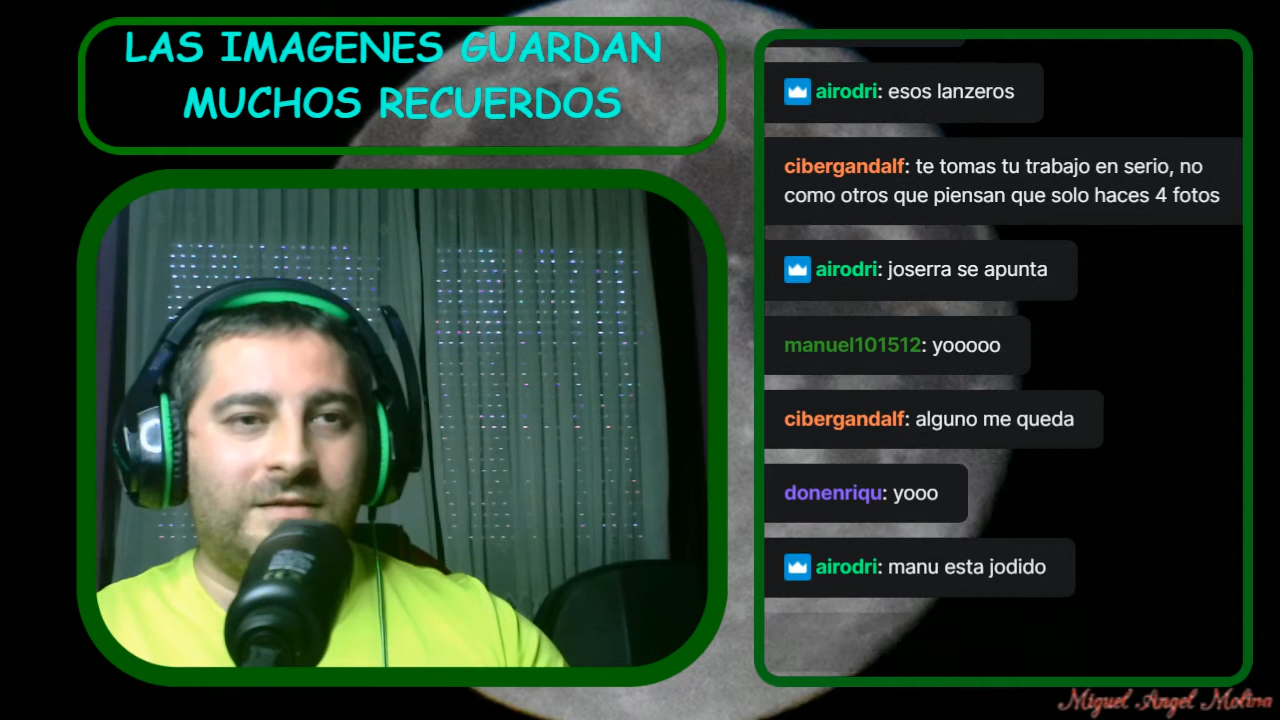 LAS IMAGENES GUARDAN
MUCHOS RECUERDOS
airodri: esos lanzeros
cibergandalf: te tomas tu trabajo en serio, no
como otros que piensan que solo haces 4 fotos
airodri: joserra se apunta
manuel101512: yooooo
cibergandalf: alguno me queda
donenriqu: yooo
airodri: manu esta jodido
Miguel Angel Molina